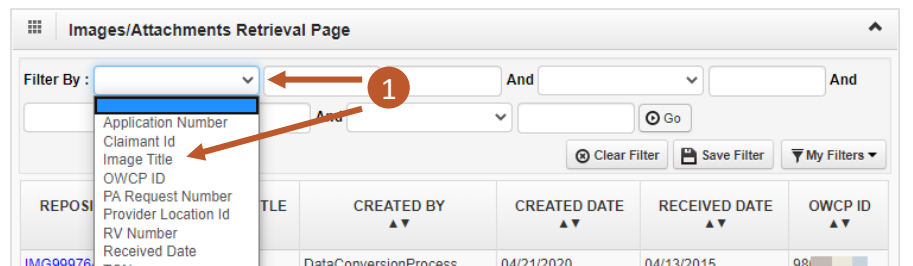 Images/Attachments Retrieval Page
Filter By : And And
1
And Go
Application Number
Claimant Id
Image Title
OWCP ID
PA Request Number
Provider Location Id
RV Number
Received Date
Clear Filter Save Filter My Filters
TLE CREATED BY CREATED DATE RECEIVED DATE OWCP ID
DataConversionProcess 04/21/2020 04/13/2015